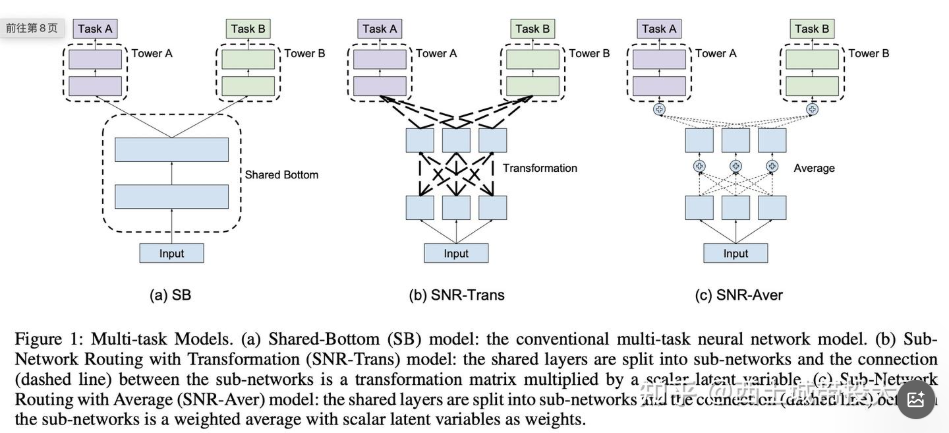 前往第8页
Task A
Task B
Tower A
Tower B
Shared Bottom
Input
(a) SB
Task A
Task B
Tower A
Tower B
Transformation
Input
(b) SNR-Trans
Task A
Task B
Tower A
Tower B
Average
Input
(c) SNR-Aver
Figure 1: Multi-task Models. (a) Shared-Bottom (SB) model: the conventional multi-task neural network model. (b) Sub-
Network Routing with Transformation (SNR-Trans) model: the shared layers are split into sub-networks and the connection
(dashed line) between the sub-networks is a transformation matrix multiplied by a scalar latent variable. (c) Sub-Network
Routing with Average (SNR-Aver) model: the shared layers are split into sub-networks and the connection (dashed line)
the sub-networks is a weighted average with scalar latent variables as weights.
知乎 @西土城